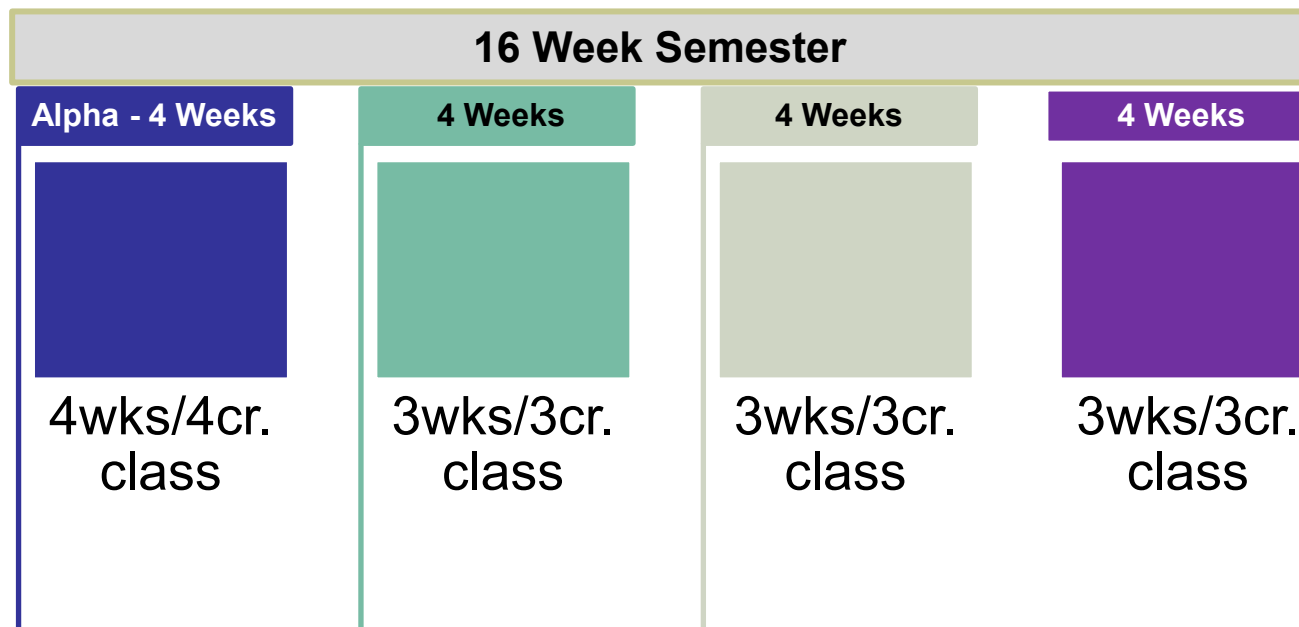 16 Week Semester
Alpha - 4 Weeks
4wks/4cr.
class
4 Weeks
3wks/3cr.
class
4 Weeks
3wks/3cr.
class
4 Weeks
3wks/3cr.
class